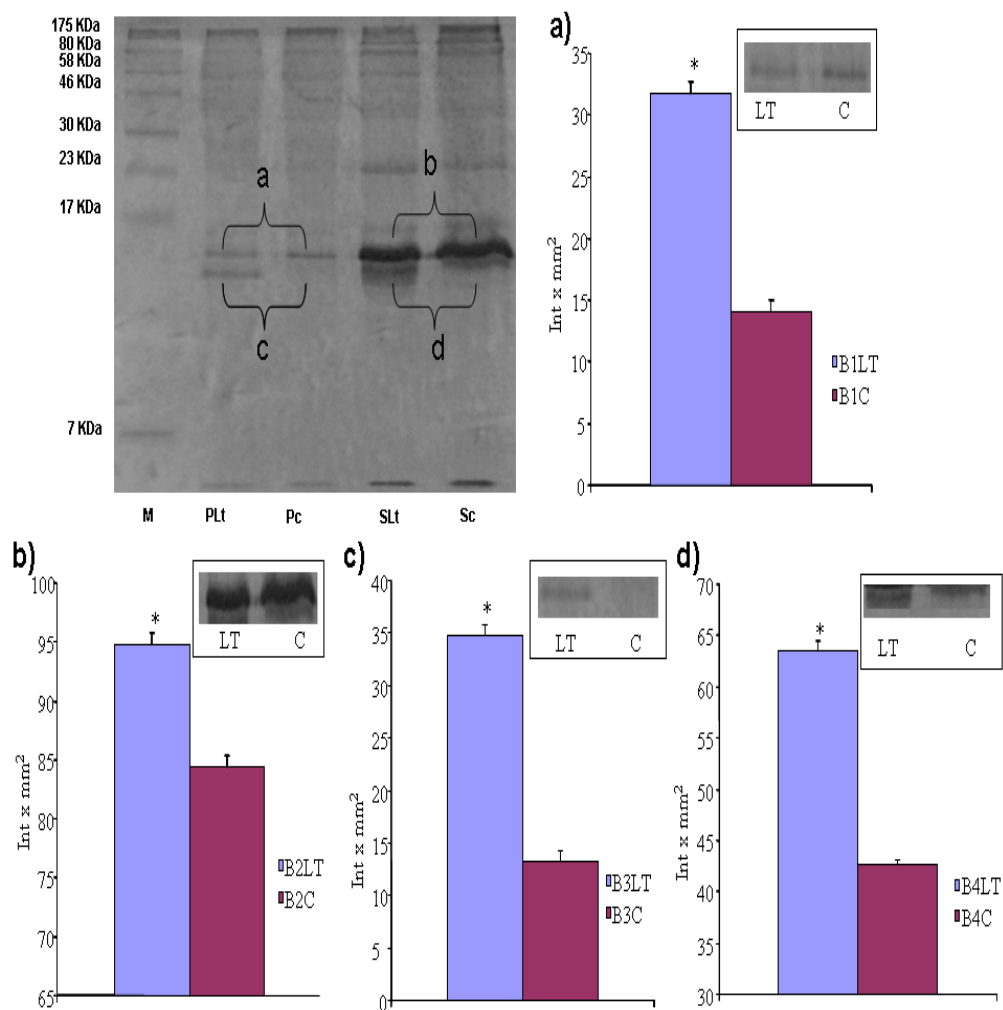 175 KDa
80 KDa
58 KDa
46 KDa
30 KDa
23 KDa
17 KDa
7 KDa
a
b
c
d
M PLt Pc SLt Sc
a)
35
30
25
20
15
10
5
0
Int x mm²
*
LT C
B1LT
B1C
b)
100
95
90
85
80
75
70
65
Int x mm²
*
LT C
B2LT
B2C
c)
40
35
30
25
20
15
10
5
0
Int x mm²
*
LT C
B3LT
B3C
d)
70
65
60
55
50
45
40
35
30
Int x mm²
*
LT C
B4LT
B4C